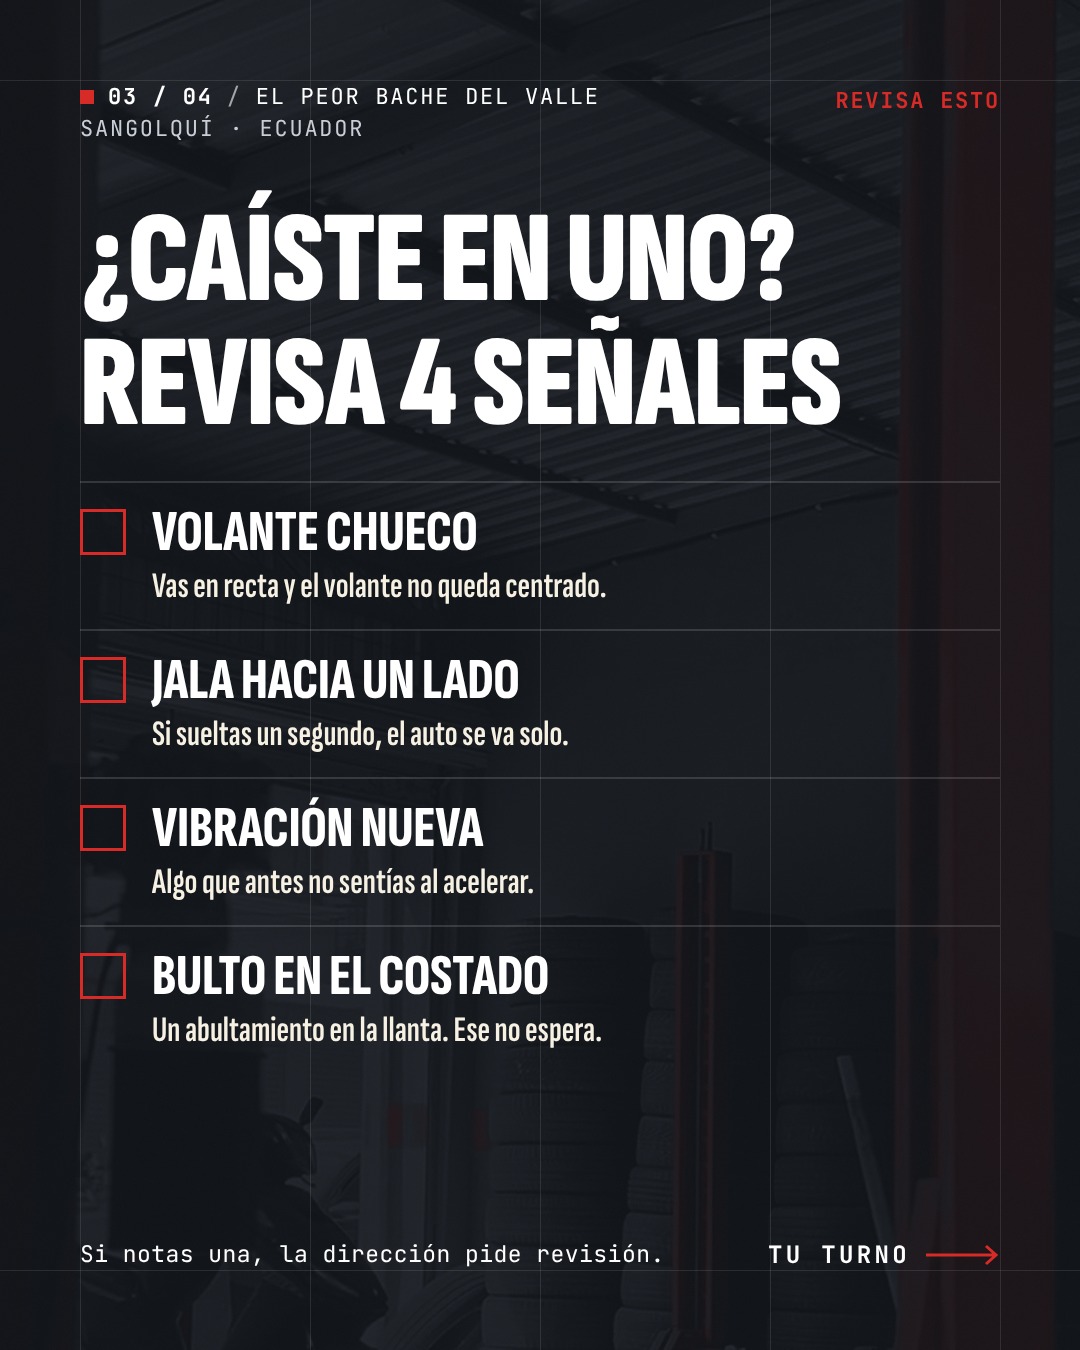 03 / 04 / EL PEOR BACHE DEL VALLE
SANGOLQUÍ · ECUADOR
REVISA ESTO
¿CAÍSTE EN UNO?
REVISA 4 SEÑALES
VOLANTE CHUECO
Vas en recta y el volante no queda centrado.
JALA HACIA UN LADO
Si sueltas un segundo, el auto se va solo.
VIBRACIÓN NUEVA
Algo que antes no sentías al acelerar.
BULTO EN EL COSTADO
Un abultamiento en la llanta. Ese no espera.
Si notas una, la dirección pide revisión.
TU TURNO